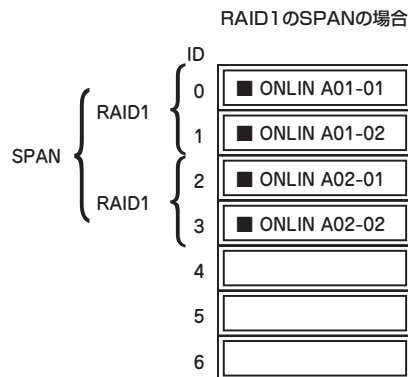 RAID1のSPANの場合
ID
0 ■ ONLIN A01-01
RAID1
1 ■ ONLIN A01-02
SPAN
2 ■ ONLIN A02-01
RAID1
3 ■ ONLIN A02-02
4
5
6